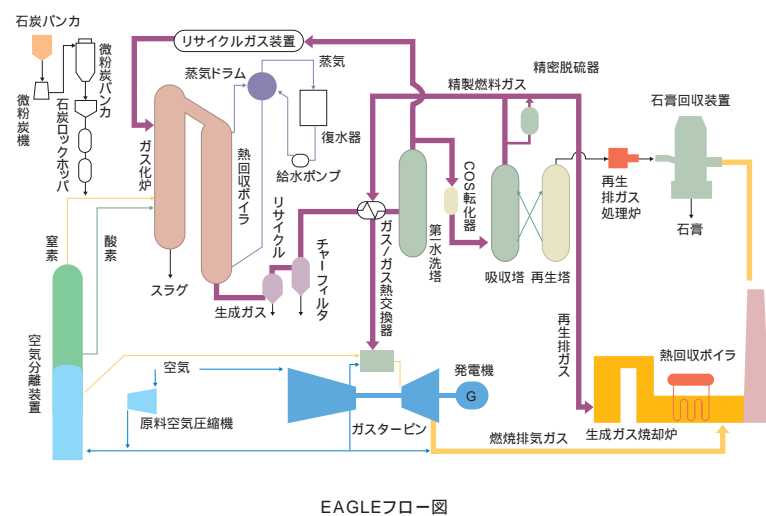 石炭バンカ
微粉炭機
微粉炭バンカ
石炭ロックホッパ
リサイクルガス装置
蒸気ドラム
蒸気
復水器
給水ポンプ
ガス化炉
熱回収ボイラ
スラグ
生成ガス
リサイクル
チャーフィルタ
精製燃料ガス
精密脱硫器
COS転化器
第一水洗塔
ガス/ガス熱交換器
吸収塔
再生塔
再生
排ガス
処理炉
石膏回収装置
石膏
窒素
酸素
空気分離装置
空気
原料空気圧縮機
ガスタービン
発電機
G
再生排ガス
熱回収ボイラ
生成ガス焼却炉
燃焼排気ガス
EAGLEフロー図